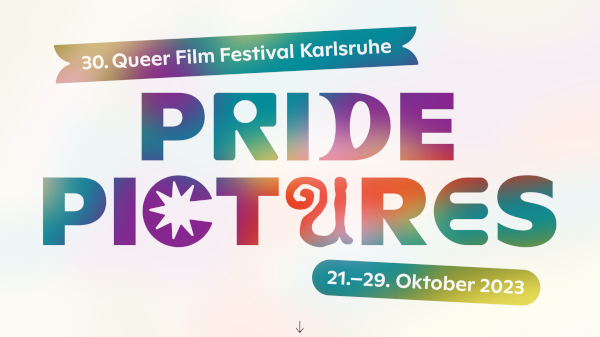 30. Queer Film Festival Karlsruhe
PRIDE
PICTURES
21.–29. Oktober 2023